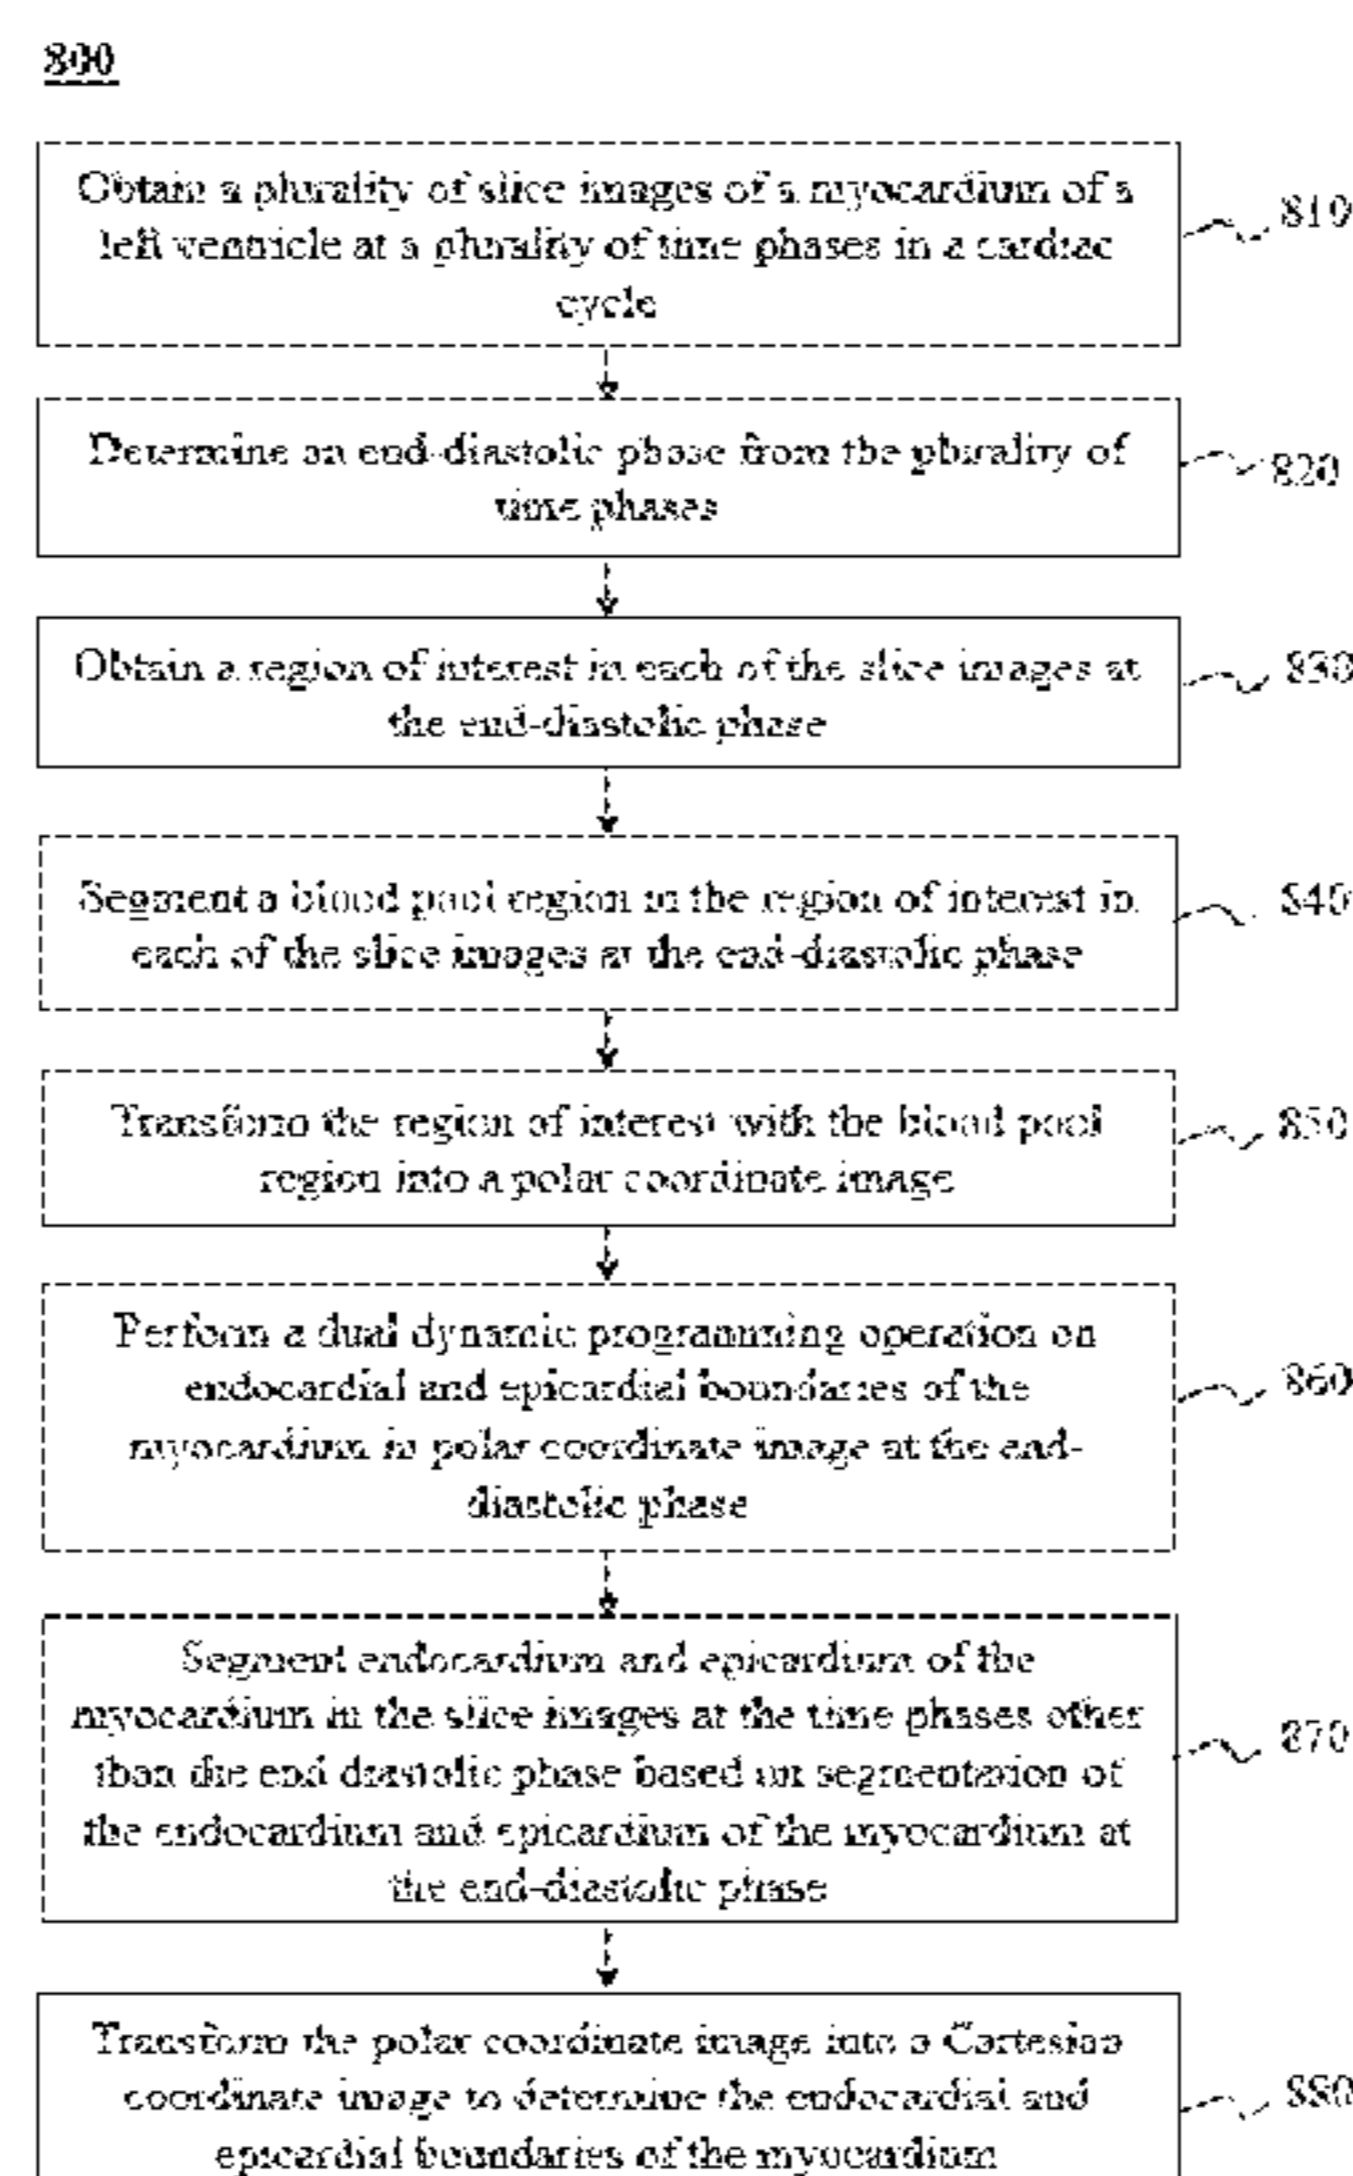 800
Obtain a plurality of slice images of a myocardium of a
left ventricle at a plurality of time phases in a cardiac
cycle
810
Determine an end-diastolic phase from the plurality of
time phases
820
Obtain a region of interest in each of the slice images at
the end-diastolic phase
830
Segment a blood pool region in the region of interest in
each of the slice images at the end-diastolic phase
840
Transform the region of interest with the blood pool
region into a polar coordinate image
850
Perform a dual dynamic programming operation on
endocardial and epicardial boundaries of the
myocardium in polar coordinate image at the end-
diastolic phase
860
Segment endocardium and epicardium of the
myocardium in the slice images at the time phases other
than the end diastolic phase based on segmentation of
the endocardium and epicardium of the myocardium at
the end-diastolic phase
870
Transform the polar coordinate image into a Cartesian
coordinate image to determine the endocardial and
epicardial boundaries of the myocardium
880